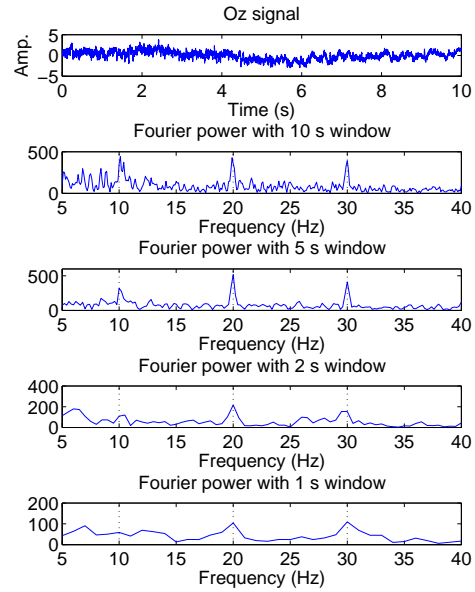 Oz signal
Amp.
5
0
−5
0 2 4 6 8 10
Time (s)
Fourier power with 10 s window
500
0
5 10 15 20 25 30 35 40
Frequency (Hz)
Fourier power with 5 s window
500
0
5 10 15 20 25 30 35 40
Frequency (Hz)
Fourier power with 2 s window
400
200
0
5 10 15 20 25 30 35 40
Frequency (Hz)
Fourier power with 1 s window
200
100
0
5 10 15 20 25 30 35 40
Frequency (Hz)